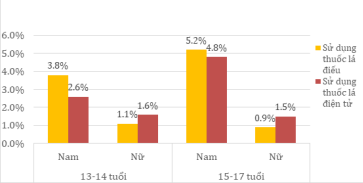 6.0%
5.0%
4.0%
3.0%
2.0%
1.0%
0.0%
3.8%
2.6%
1.1%
1.6%
5.2%
4.8%
0.9%
1.5%
Nam
Nữ
Nam
Nữ
13-14 tuổi
15-17 tuổi
Sử dụng
thuốc lá
điếu
Sử dụng
thuốc lá
điện tử